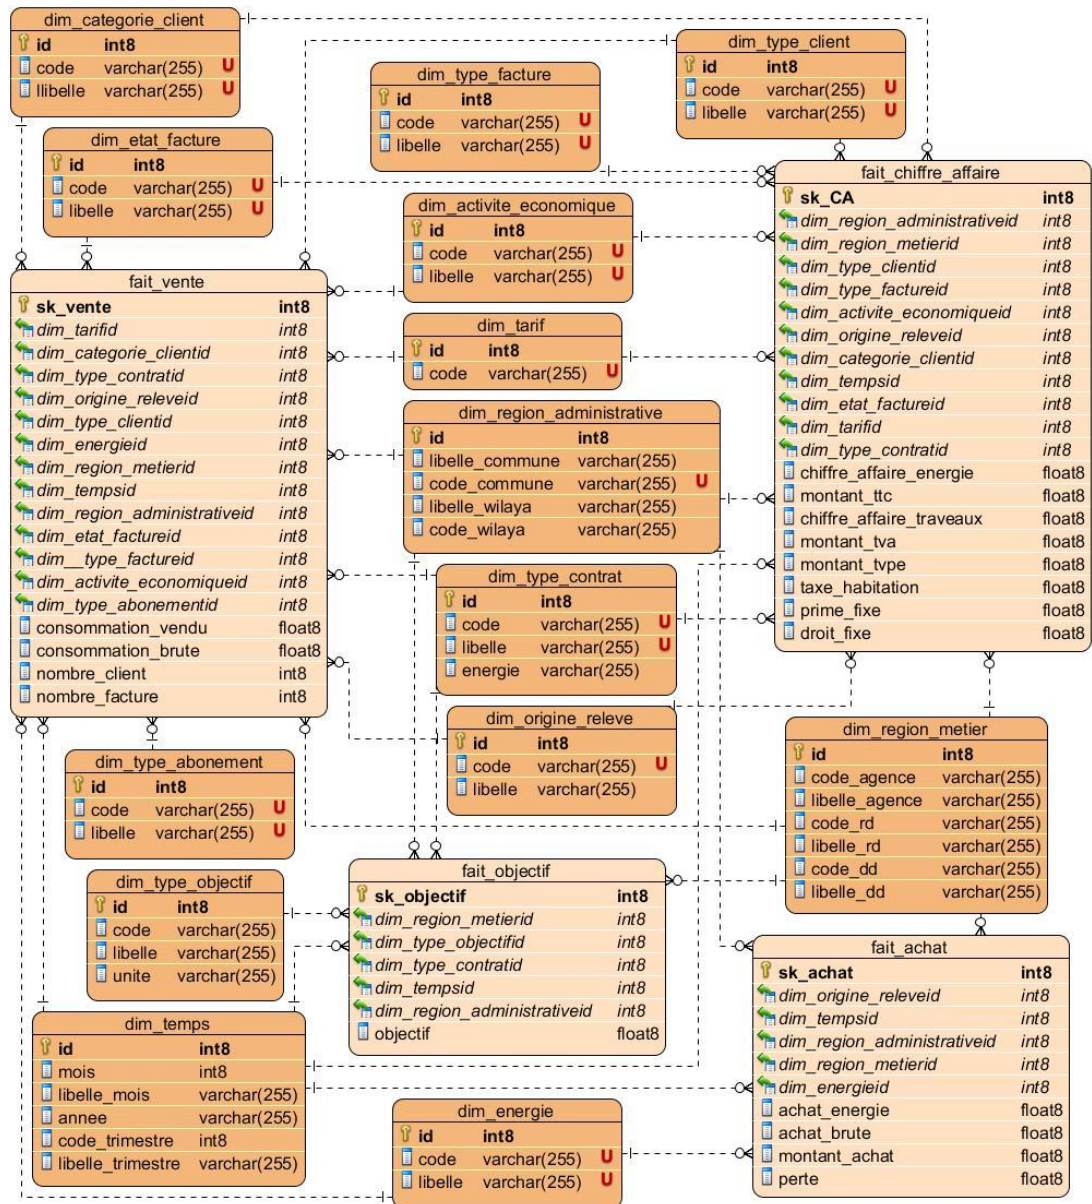 dim_categorie_client
id int8
code varchar(255) U
llibelle varchar(255) U
dim_type_client
id int8
code varchar(255) U
libelle varchar(255) U
dim_type_facture
id int8
code varchar(255) U
libelle varchar(255) U
dim_etat_facture
id int8
code varchar(255) U
libelle varchar(255) U
dim_activite_economique
id int8
code varchar(255) U
libelle varchar(255) U
fait_chiffre_affaire
sk_CA int8
dim_region_administrativeid int8
dim_region_metierid int8
dim_type_clientid int8
dim_type_factureid int8
dim_activite_economiqueid int8
dim_origine_releveid int8
dim_categorie_clientid int8
dim_tempsid int8
dim_etat_factureid int8
dim_tarifid int8
dim_type_contratid int8
chiffre_affaire_energie float8
montant_ttc float8
chiffre_affaire_traveaux float8
montant_tva float8
montant_tvpe float8
taxe_habitation float8
prime_fixe float8
droit_fixe float8
fait_vente
sk_vente int8
dim_tarifid int8
dim_categorie_clientid int8
dim_type_contratid int8
dim_origine_releveid int8
dim_type_clientid int8
dim_energieid int8
dim_region_metierid int8
dim_tempsid int8
dim_region_administrativeid int8
dim_etat_factureid int8
dim__type_factureid int8
dim_activite_economiqueid int8
dim_type_abonementid int8
consommation_vendu float8
consommation_brute float8
nombre_client int8
nombre_facture int8
dim_tarif
id int8
code varchar(255) U
dim_region_administrative
id int8
libelle_commune varchar(255)
code_commune varchar(255) U
libelle_wilaya varchar(255)
code_wilaya varchar(255)
dim_type_contrat
id int8
code varchar(255) U
libelle varchar(255) U
energie varchar(255)
dim_origine_releve
id int8
code varchar(255) U
libelle varchar(255)
dim_region_metier
id int8
code_agence varchar(255)
libelle_agence varchar(255)
code_rd varchar(255)
libelle_rd varchar(255)
code_dd varchar(255)
libelle_dd varchar(255)
dim_type_abonement
id int8
code varchar(255) U
libelle varchar(255) U
dim_type_objectif
id int8
code varchar(255)
libelle varchar(255)
unite varchar(255)
fait_objectif
sk_objectif int8
dim_region_metierid int8
dim_type_objectifid int8
dim_type_contratid int8
dim_tempsid int8
dim_region_administrativeid int8
objectif float8
fait_achat
sk_achat int8
dim_origine_releveid int8
dim_tempsid int8
dim_region_administrativeid int8
dim_region_metierid int8
dim_energieid int8
achat_energie float8
achat_brute float8
montant_achat float8
perte float8
dim_temps
id int8
mois int8
libelle_mois varchar(255)
annee varchar(255)
code_trimestre int8
libelle_trimestre varchar(255)
dim_energie
id int8
code varchar(255) U
libelle varchar(255) U